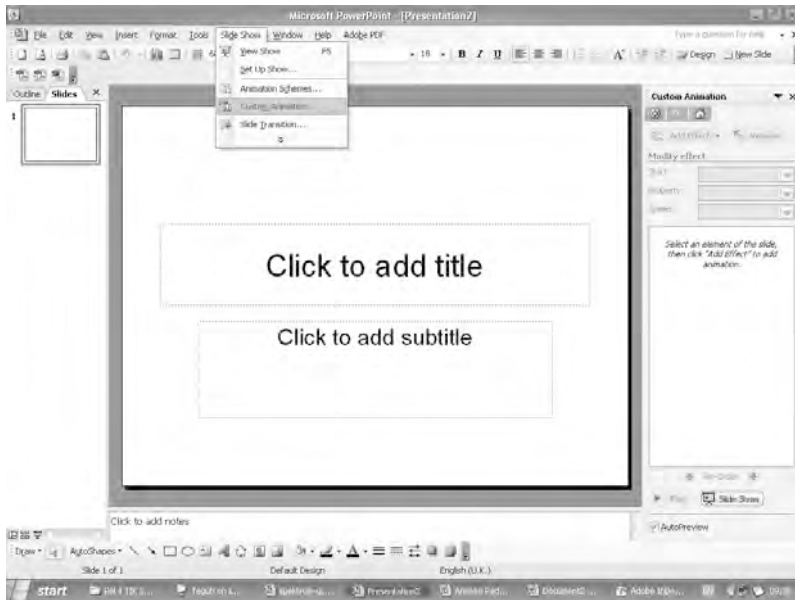 Microsoft PowerPoint - [Presentation2]
File Edit View Insert Format Tools Slide Show Window Help Adobe PDF
Type a question for help
18 B I U Design New Slide
View Show F5
Set Up Show...
Animation Schemes...
Custom Animation...
Slide Transition...
Outline Slides
1
Click to add title
Click to add subtitle
Custom Animation
Add Effect Remove
Modify effect
Start:
Property:
Speed:
Select an element of the slide,
then click "Add Effect" to add
animation.
Re-Order
Play Slide Show
AutoPreview
Click to add notes
Draw AutoShapes
Slide 1 of 1 Default Design English (U.K.)
start Presentation2 Document2 ...